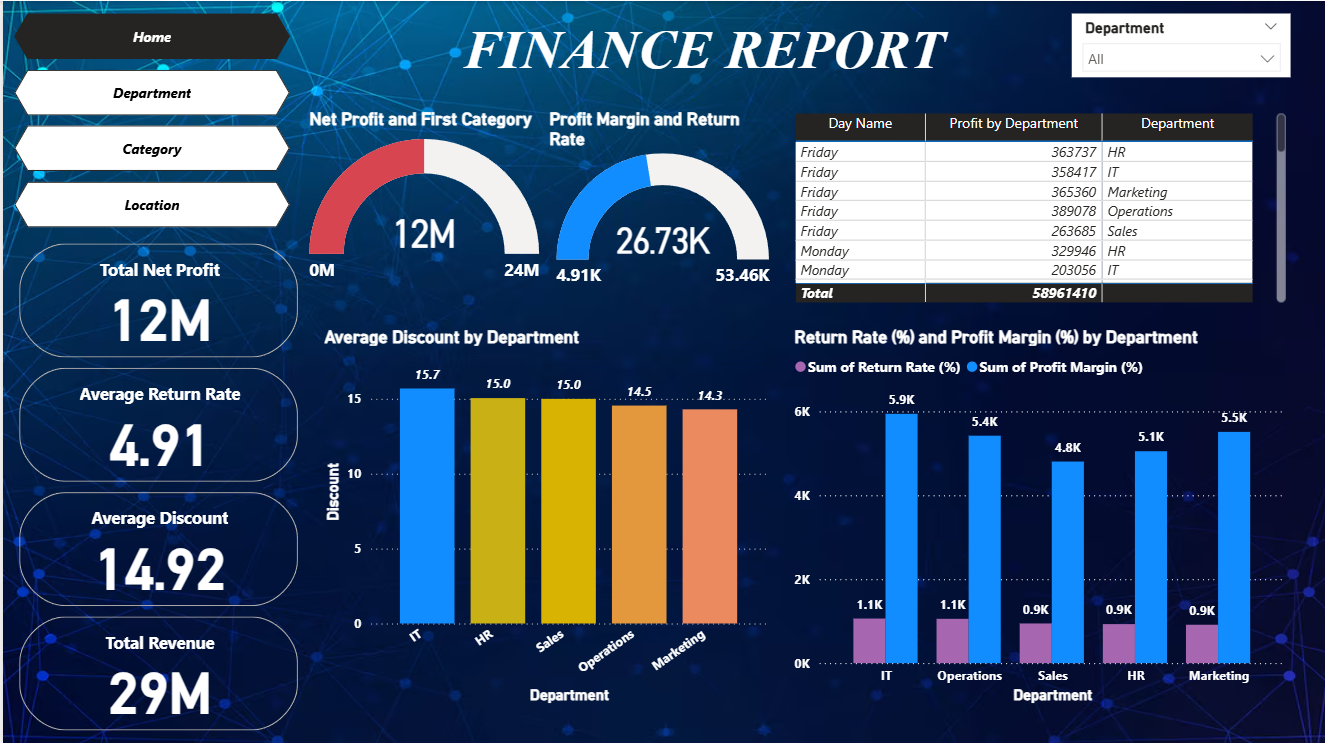 Home
Department
Category
Location
FINANCE REPORT
Department
All
Total Net Profit
12M
Average Return Rate
4.91
Average Discount
14.92
Total Revenue
29M
Net Profit and First Category
12M
0M
24M
Profit Margin and Return
Rate
26.73K
4.91K
53.46K
Day Name Profit by Department Department
Friday 363737 HR
Friday 358417 IT
Friday 365360 Marketing
Friday 389078 Operations
Friday 263685 Sales
Monday 329946 HR
Monday 203056 IT
Total 58961410
Average Discount by Department
15.7
15.0
15.0
14.5
14.3
15
10
5
0
Discount
IT
HR
Sales
Operations
Marketing
Department
Return Rate (%) and Profit Margin (%) by Department
Sum of Return Rate (%) Sum of Profit Margin (%)
6K
4K
2K
0K
5.9K
5.4K
4.8K
5.1K
5.5K
1.1K
1.1K
0.9K
0.9K
0.9K
IT
Operations
Sales
HR
Marketing
Department